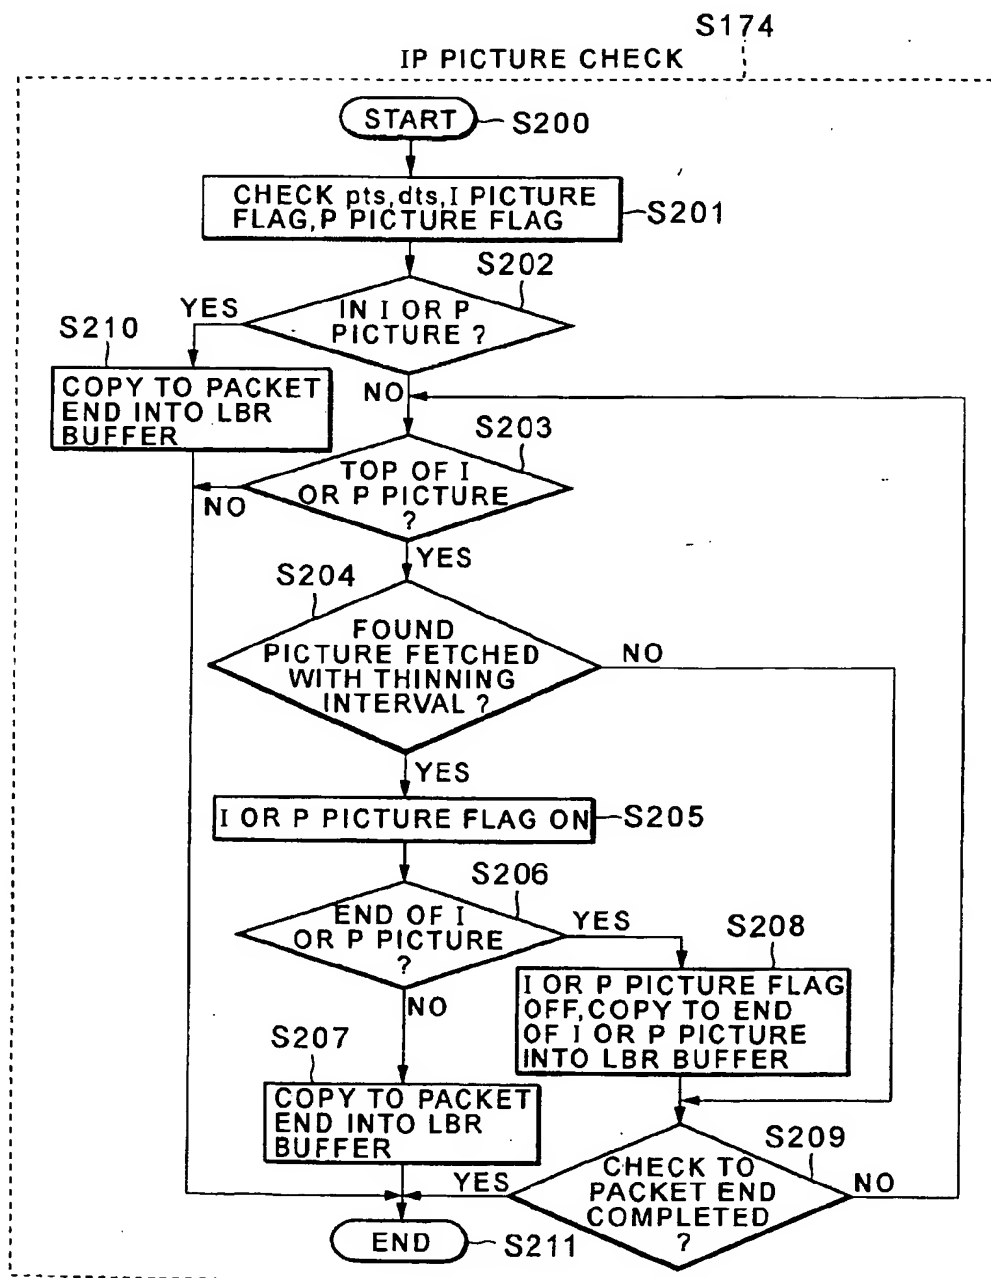 S174
IP PICTURE CHECK
START
S200
CHECK pts,dts,I PICTURE
FLAG,P PICTURE FLAG
S201
S202
IN I OR P
PICTURE ?
YES
NO
S210
COPY TO PACKET
END INTO LBR
BUFFER
S203
TOP OF I
OR P PICTURE
?
NO
YES
S204
FOUND
PICTURE FETCHED
WITH THINNING
INTERVAL ?
NO
YES
I OR P PICTURE FLAG ON
S205
S206
END OF I
OR P PICTURE
?
YES
NO
S208
I OR P PICTURE FLAG
OFF,COPY TO END
OF I OR P PICTURE
INTO LBR BUFFER
S207
COPY TO PACKET
END INTO LBR
BUFFER
S209
CHECK TO
PACKET END
COMPLETED
?
YES
NO
END
S211